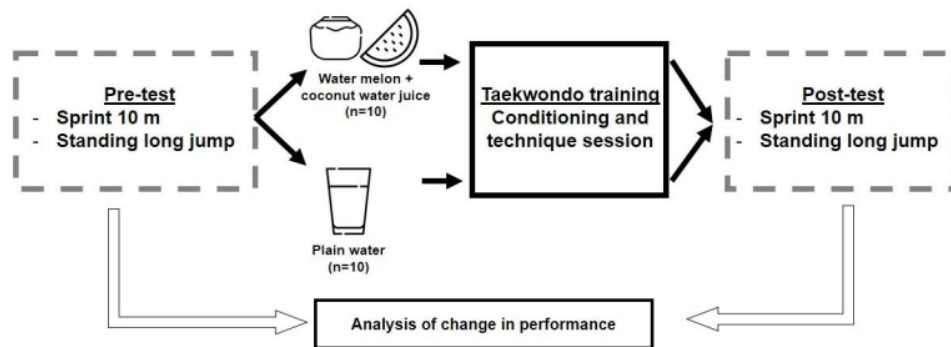 Pre-test
- Sprint 10 m
- Standing long jump
Water melon +
coconut water juice
(n=10)
Plain water
(n=10)
Taekwondo training
Conditioning and
technique session
Post-test
- Sprint 10 m
- Standing long jump
Analysis of change in performance